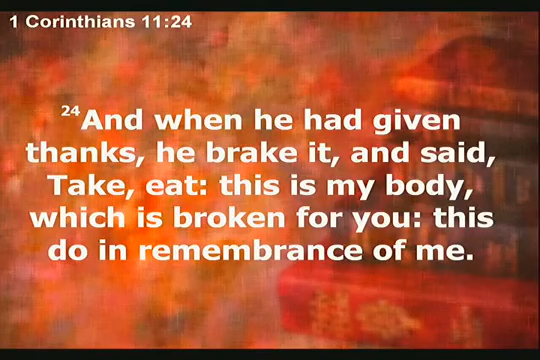 1 Corinthians 11:24
24And when he had given
thanks, he brake it, and said,
Take, eat: this is my body,
which is broken for you: this
do in remembrance of me.